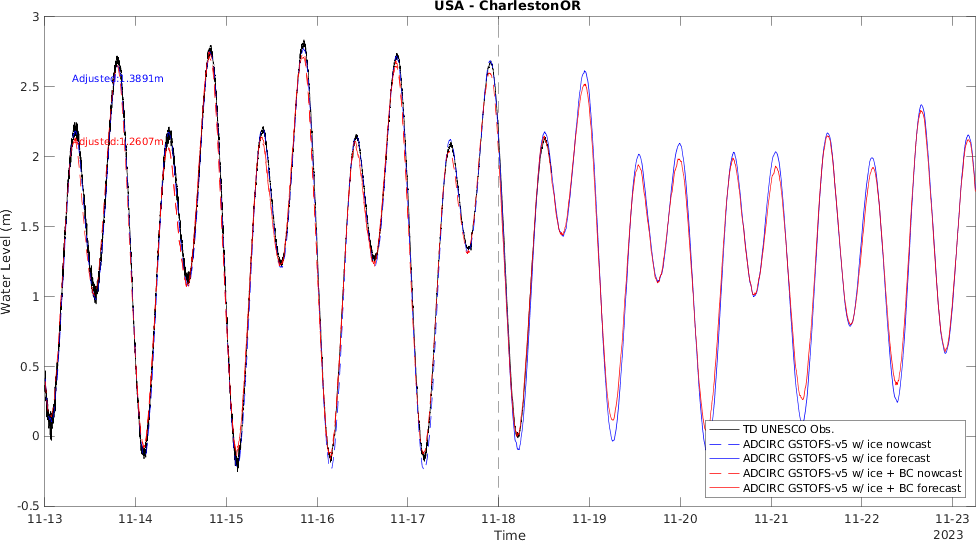 USA - CharlestonOR
3
2.5
2
1.5
1
0.5
0
-0.5
Water Level (m)
Adjusted:1.3891m
Adjusted:1.2607m
TD UNESCO Obs.
ADCIRC GSTOFS-v5 w/ ice nowcast
ADCIRC GSTOFS-v5 w/ ice forecast
ADCIRC GSTOFS-v5 w/ ice + BC nowcast
ADCIRC GSTOFS-v5 w/ ice + BC forecast
11-13 11-14 11-15 11-16 11-17 11-18 11-19 11-20 11-21 11-22 11-23
Time
2023